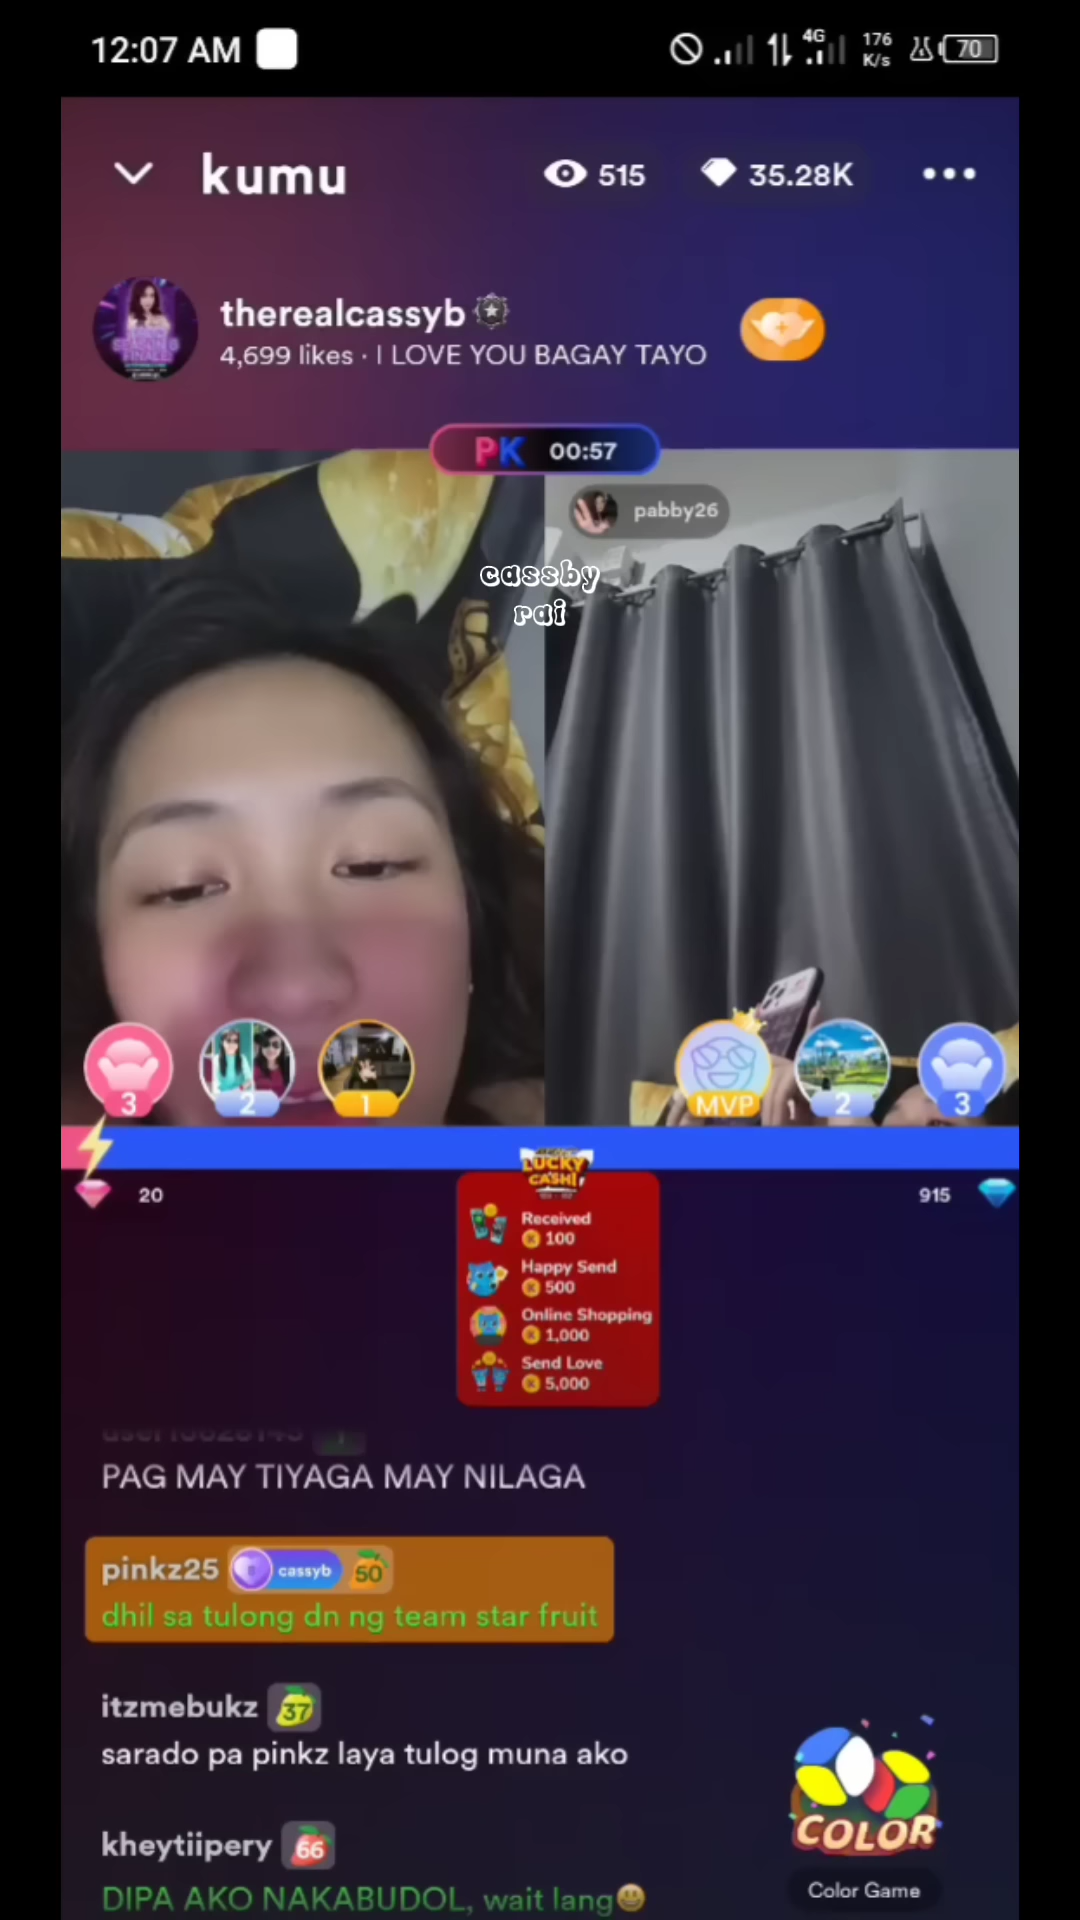 12:07 AM
4G
176
K/s
70
kumu
515
35.28K
therealcassyb
4,699 likes · I LOVE YOU BAGAY TAYO
PK 00:57
pabby26
cassby
rai
3
2
1
MVP
1
2
3
20
915
LUCKY
CASH!
Received
100
Happy Send
500
Online Shopping
1,000
Send Love
5,000
PAG MAY TIYAGA MAY NILAGA
pinkz25 cassyb 50
dhil sa tulong dn ng team star fruit
itzmebukz 37
sarado pa pinkz laya tulog muna ako
kheytiipery 66
DIPA AKO NAKABUDOL, wait lang😀
COLOR
Color Game